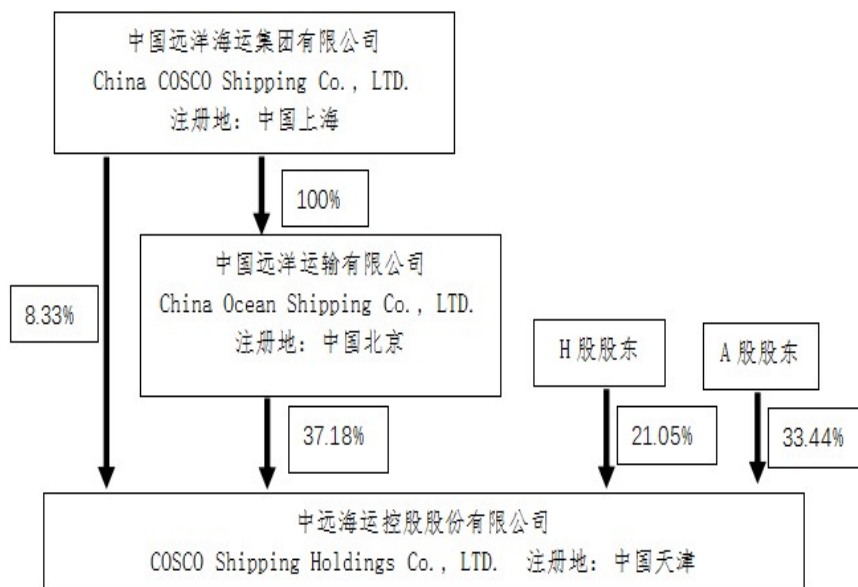 中国远洋海运集团有限公司
China COSCO Shipping Co., LTD.
注册地：中国上海
100%
中国远洋运输有限公司
China Ocean Shipping Co., LTD.
注册地：中国北京
8.33%
H 股股东
A 股股东
37.18%
21.05%
33.44%
中远海运控股股份有限公司
COSCO Shipping Holdings Co., LTD. 注册地：中国天津